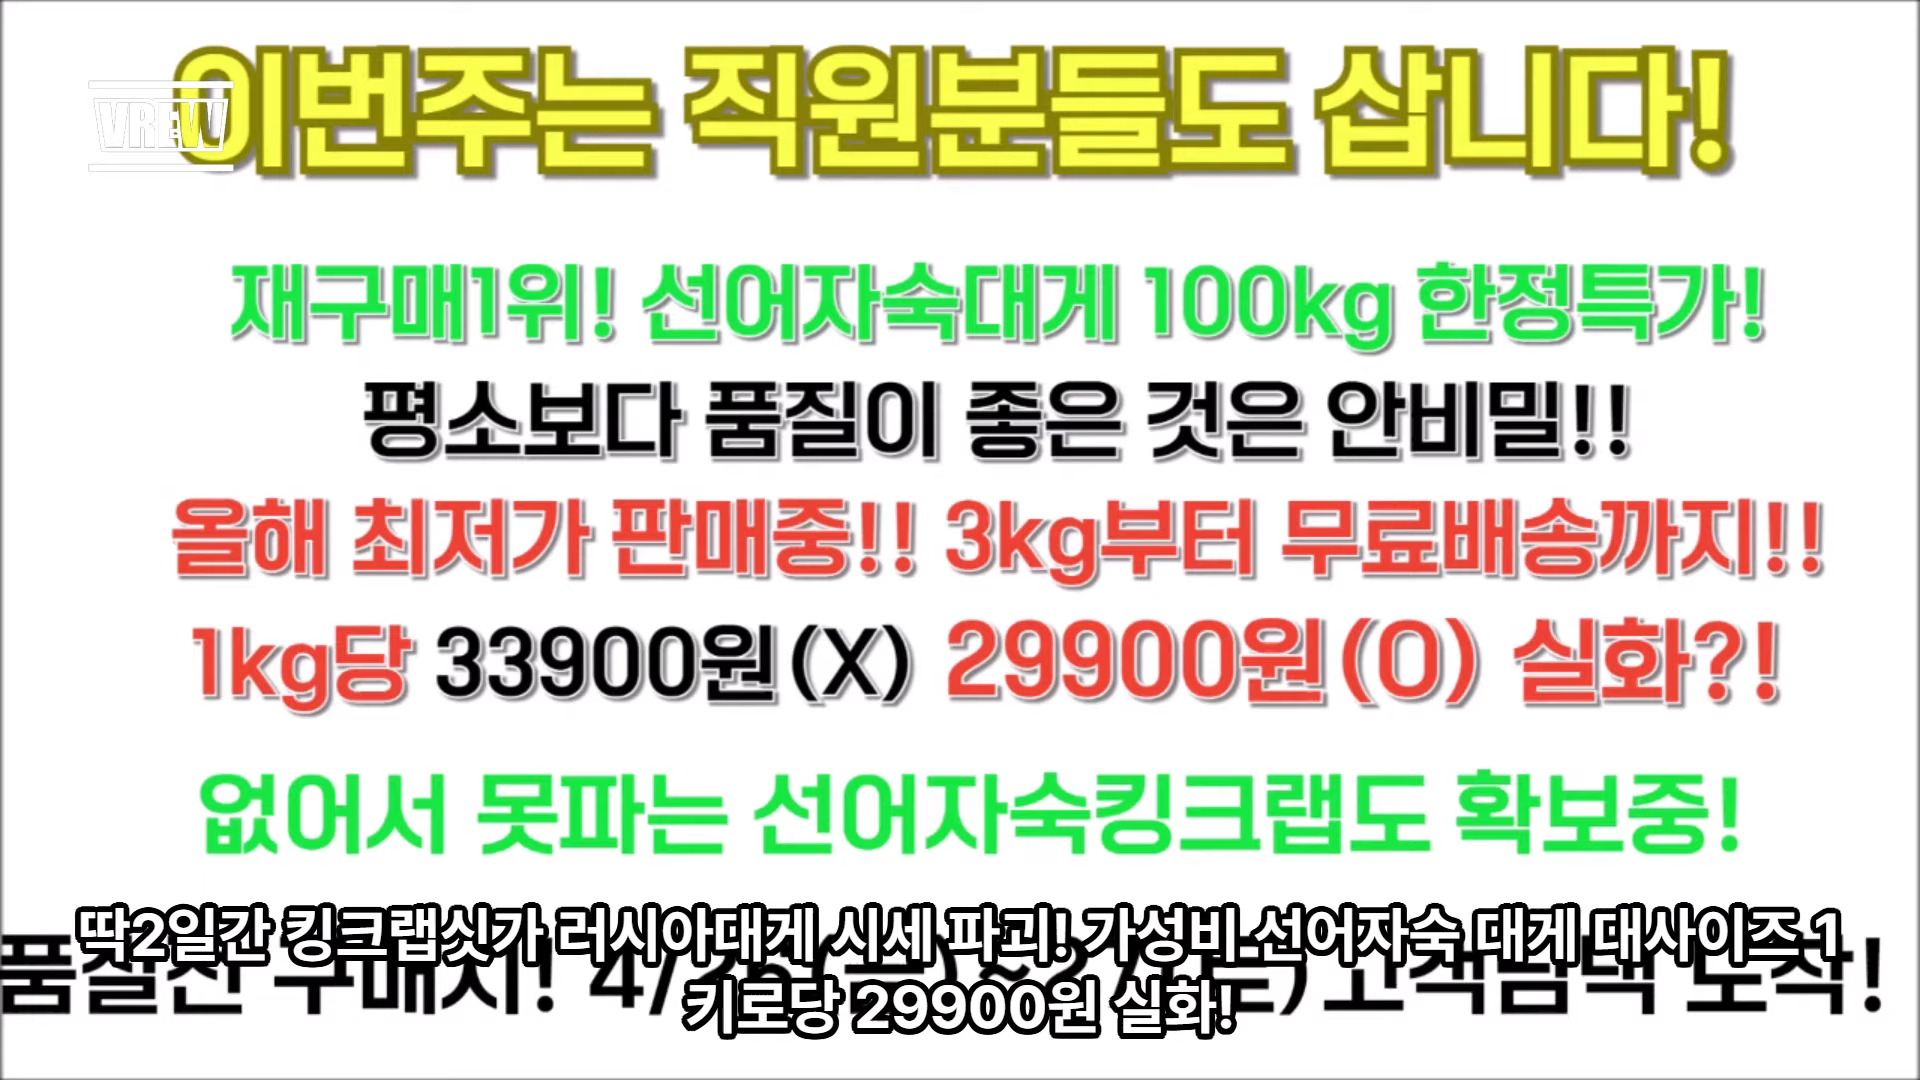 이번주는 직원분들도 삽니다!
VREW
재구매1위! 선어자숙대게 100kg 한정특가!
평소보다 품질이 좋은 것은 안비밀!!
올해 최저가 판매중!! 3kg부터 무료배송까지!!
1kg당 33900원(X) 29900원(O) 실화?!
없어서 못파는 선어자숙킹크랩도 확보중!
딱2일간 킹크랩싯가 러시아대게 시세 파괴! 가성비 선어자숙 대게 대사이즈 1
키로당 29900원 실화!
구매시! 도착!